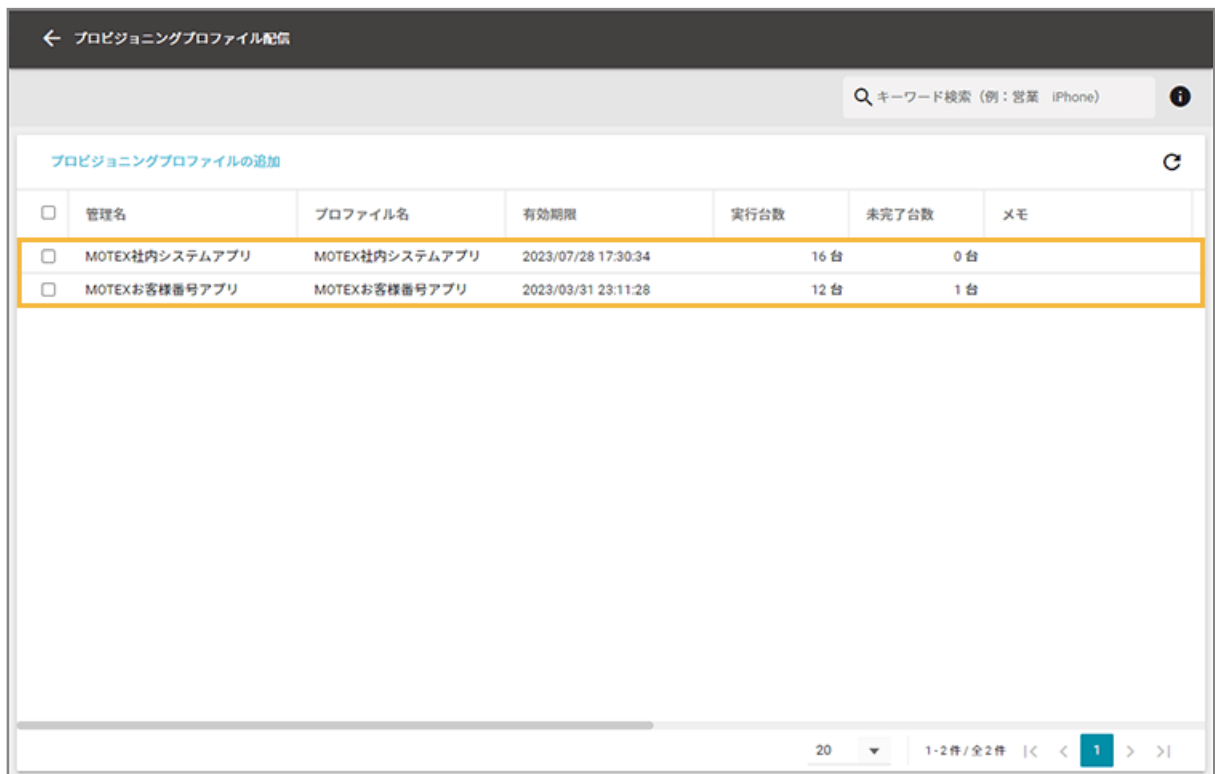 プロビジョニングプロファイル配信
キーワード検索（例：営業　iPhone）
プロビジョニングプロファイルの追加
管理名 プロファイル名 有効期限 実行台数 未完了台数 メモ
MOTEX社内システムアプリ MOTEX社内システムアプリ 2023/07/28 17:30:34 16 台 0 台
MOTEXお客様番号アプリ MOTEXお客様番号アプリ 2023/03/31 23:11:28 12 台 1 台
20 1-2件/全2件 1